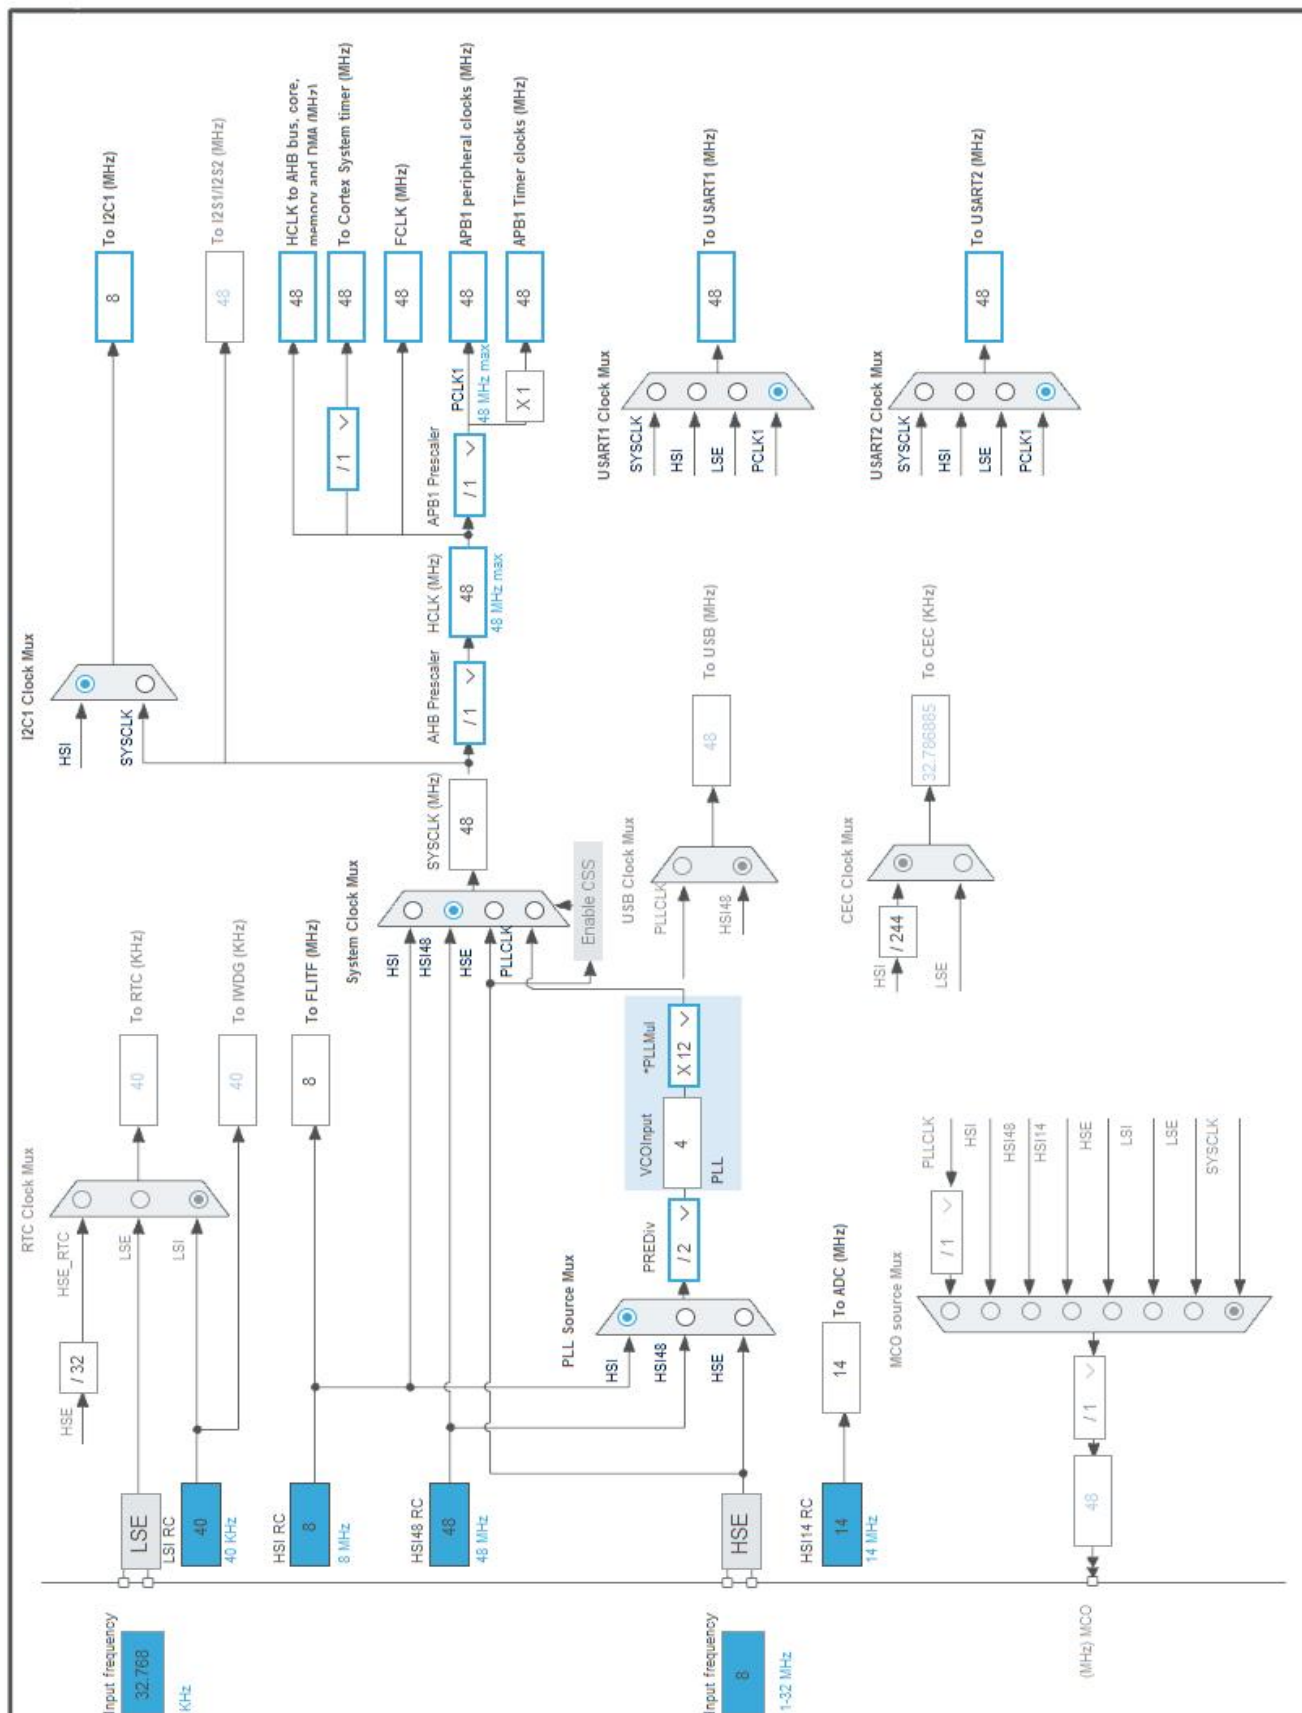 RTC Clock Mux
HSE
/ 32
HSE_RTC
LSE
LSI
40
To RTC (KHz)
40
To IWDG (KHz)
Input frequency
32.768
KHz
LSE
LSI RC
40
40 KHz
HSI RC
8
8 MHz
8
To FLITF (MHz)
HSI48 RC
48
48 MHz
I2C1 Clock Mux
HSI
SYSCLK
8
To I2C1 (MHz)
48
To I2S1/I2S2 (MHz)
System Clock Mux
HSI
HSI48
HSE
PLLCLK
Enable CSS
SYSCLK (MHz)
48
AHB Prescaler
/ 1
HCLK (MHz)
48
48 MHz max
APB1 Prescaler
/ 1
PCLK1
48 MHz max
/ 1
X 1
48
HCLK to AHB bus, core,
memory and DMA (MHz)
48
To Cortex System timer (MHz)
48
FCLK (MHz)
48
APB1 peripheral clocks (MHz)
48
APB1 Timer clocks (MHz)
PLL Source Mux
HSI
HSI48
HSE
PREDiv
/ 2
VCOInput
4
*PLLMul
X 12
PLL
USB Clock Mux
PLLCLK
HSI48
48
To USB (MHz)
USART1 Clock Mux
SYSCLK
HSI
LSE
PCLK1
48
To USART1 (MHz)
Input frequency
8
1-32 MHz
HSE
HSI14 RC
14
14 MHz
14
To ADC (MHz)
CEC Clock Mux
HSI
/ 244
LSE
32.786885
To CEC (KHz)
USART2 Clock Mux
SYSCLK
HSI
LSE
PCLK1
48
To USART2 (MHz)
MCO source Mux
PLLCLK
/ 1
HSI
HSI48
HSI14
HSE
LSI
LSE
SYSCLK
/ 1
48
(MHz) MCO